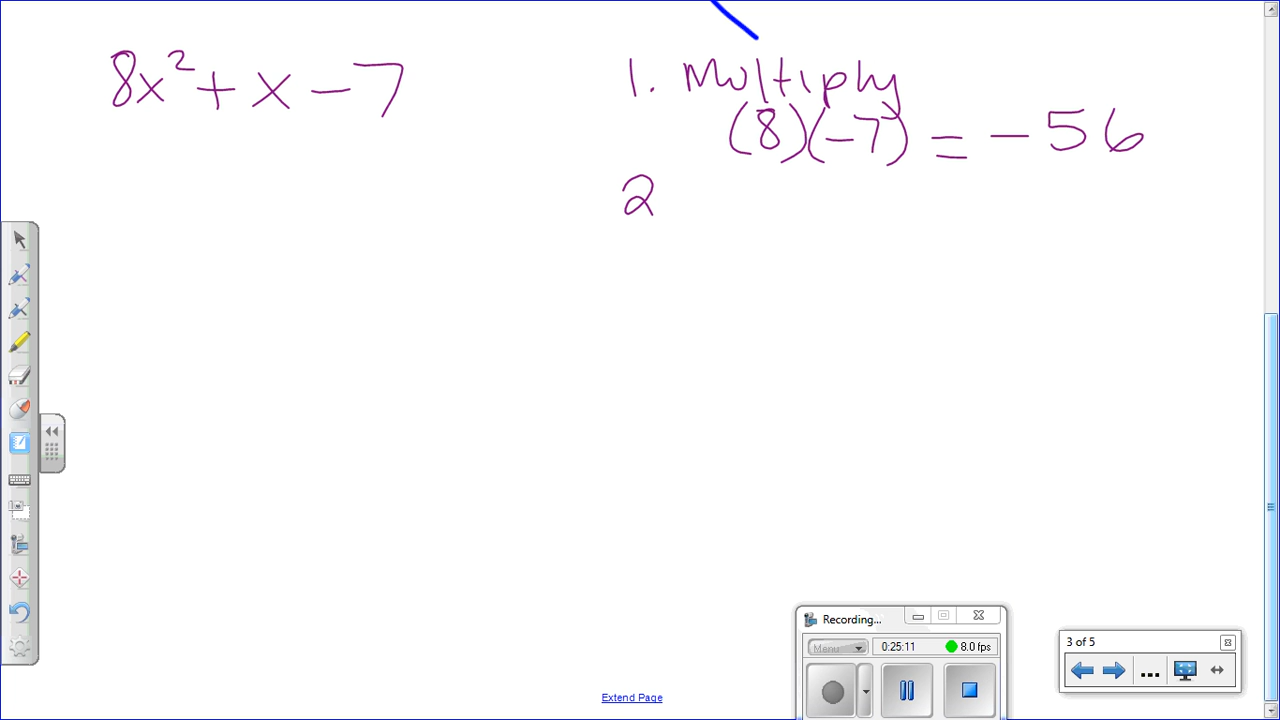 8x² + x - 7
1. Multiply
(8)(-7) = -56
2
Recording...
Menu
0:25:11
8.0 fps
3 of 5
Extend Page